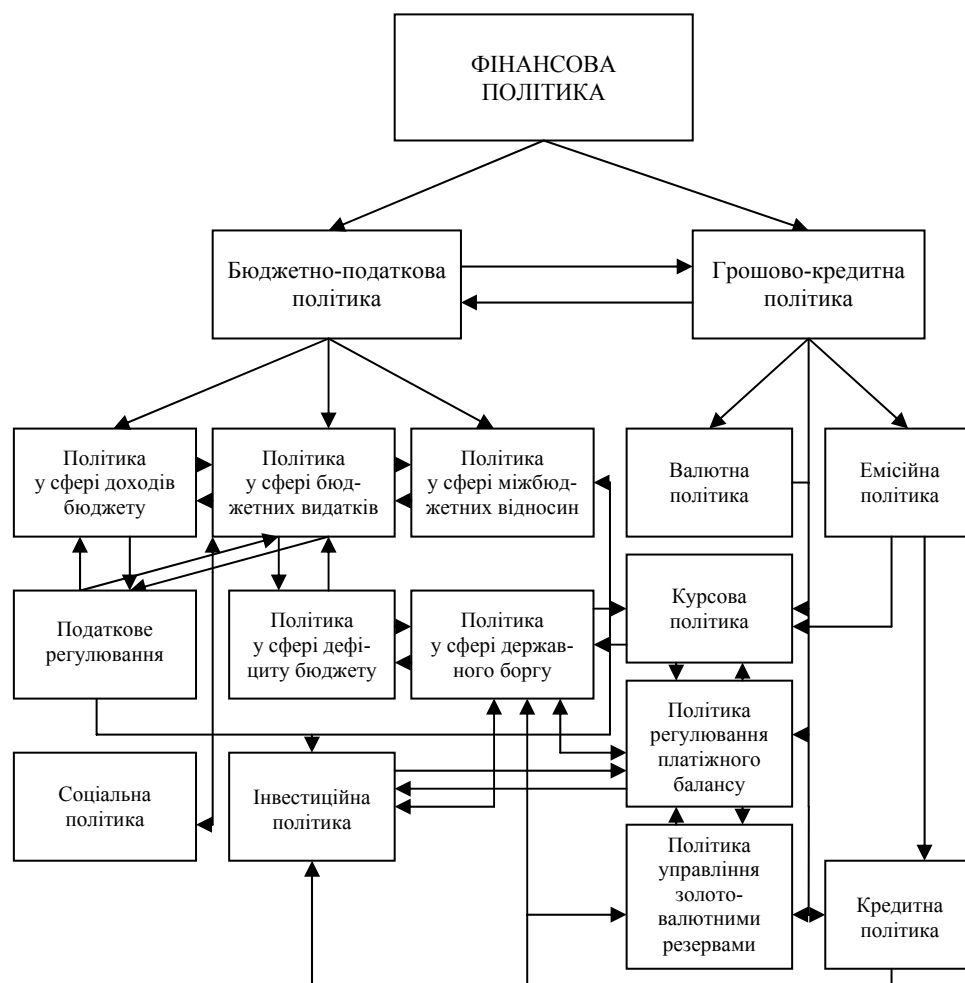 ФІНАНСОВА
ПОЛІТИКА
Бюджетно-податкова
політика
Грошово-кредитна
політика
Політика
у сфері доходів
бюджету
Політика
у сфері бюд-
жетних видатків
Політика
у сфері міжбюд-
жетних відносин
Валютна
політика
Емісійна
політика
Податкове
регулювання
Політика
у сфері дефі-
циту бюджету
Політика
у сфері держав-
ного боргу
Курсова
політика
Політика
регулювання
платіжного
балансу
Соціальна
політика
Інвестиційна
політика
Політика
управління
золото-
валютними
резервами
Кредитна
політика